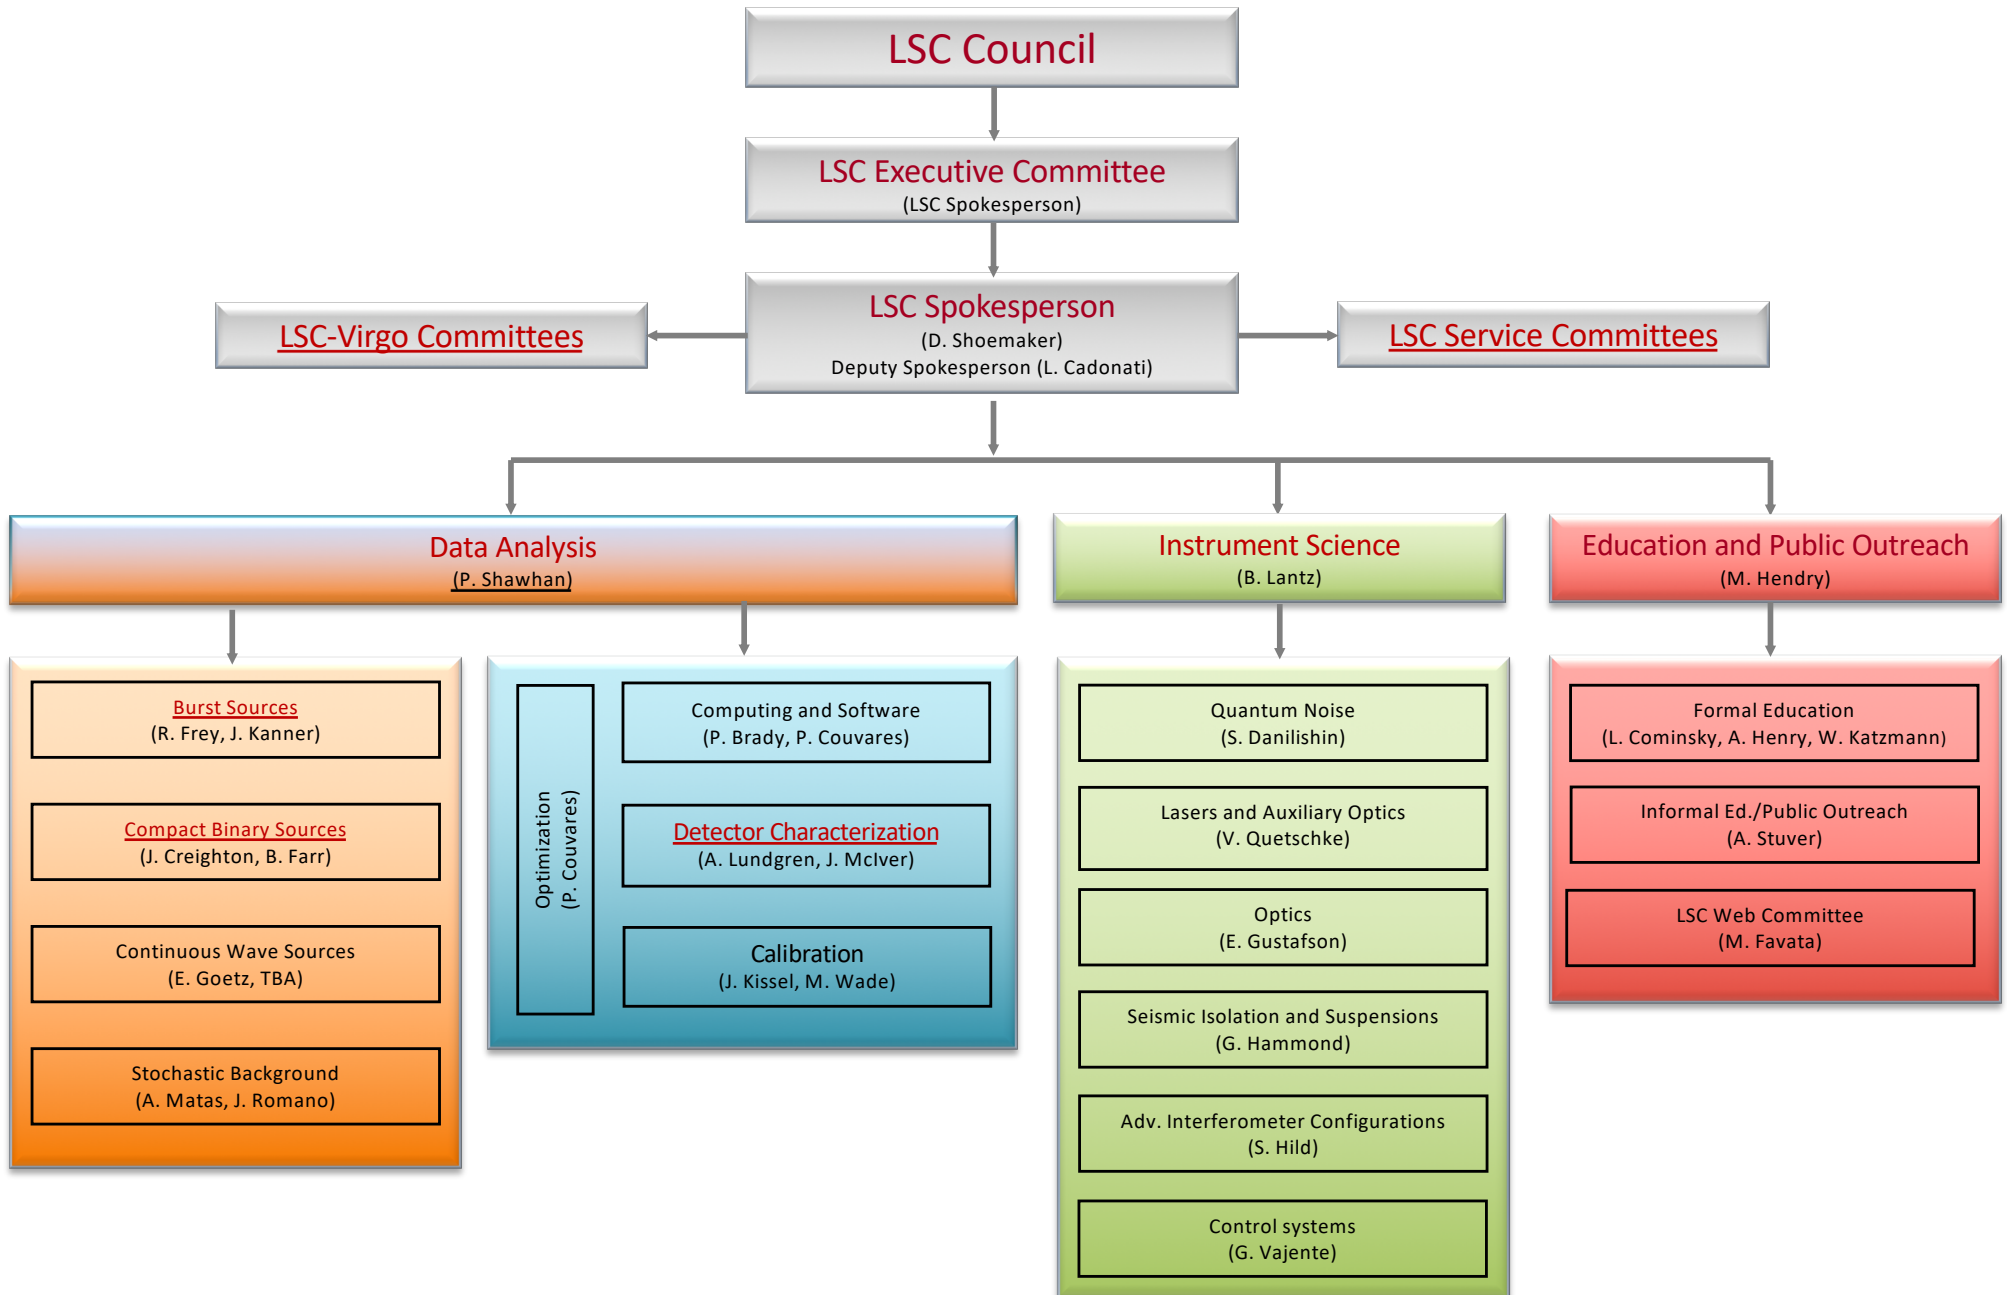 LSC Council
LSC Executive Committee
(LSC Spokesperson)
LSC Spokesperson
(D. Shoemaker)
Deputy Spokesperson (L. Cadonati)
LSC-Virgo Committees
LSC Service Committees
Data Analysis
(P. Shawhan)
Instrument Science
(B. Lantz)
Education and Public Outreach
(M. Hendry)
Burst Sources
(R. Frey, J. Kanner)
Compact Binary Sources
(J. Creighton, B. Farr)
Continuous Wave Sources
(E. Goetz, TBA)
Stochastic Background
(A. Matas, J. Romano)
Optimization
(P. Couvares)
Computing and Software
(P. Brady, P. Couvares)
Detector Characterization
(A. Lundgren, J. McIver)
Calibration
(J. Kissel, M. Wade)
Quantum Noise
(S. Danilishin)
Lasers and Auxiliary Optics
(V. Quetschke)
Optics
(E. Gustafson)
Seismic Isolation and Suspensions
(G. Hammond)
Adv. Interferometer Configurations
(S. Hild)
Control systems
(G. Vajente)
Formal Education
(L. Cominsky, A. Henry, W. Katzmann)
Informal Ed./Public Outreach
(A. Stuver)
LSC Web Committee
(M. Favata)